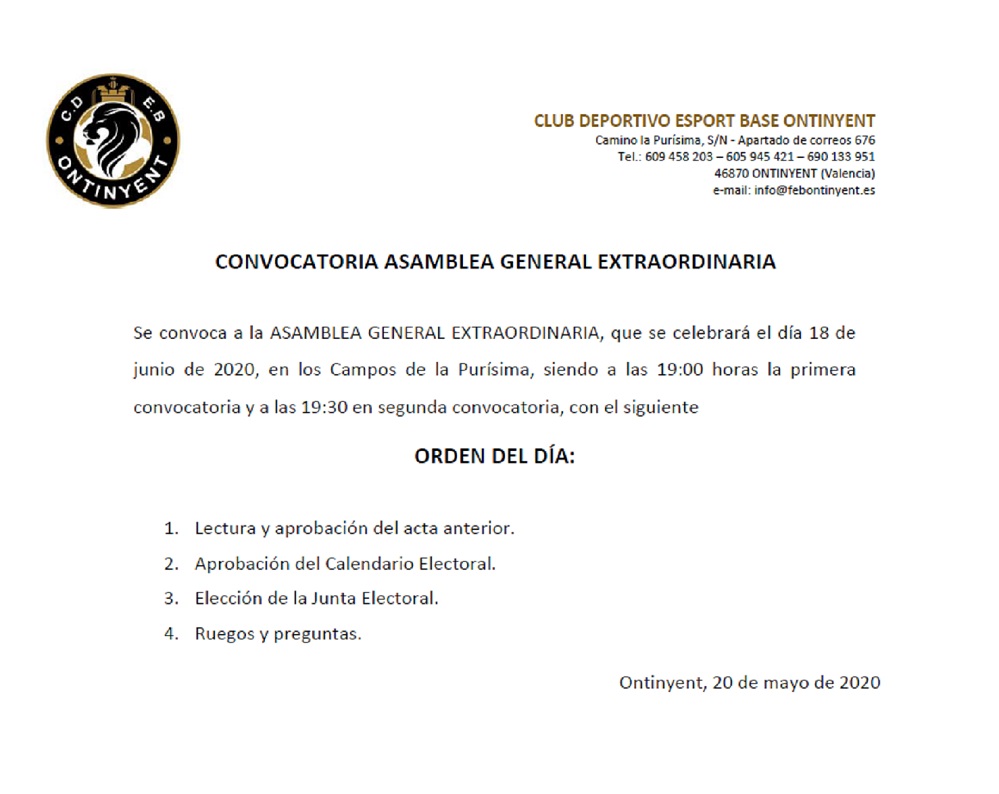 C.D E.B
ONTINYENT
CLUB DEPORTIVO ESPORT BASE ONTINYENT
Camino la Purísima, S/N - Apartado de correos 676
Tel.: 609 458 203 – 605 945 421 – 690 133 951
46870 ONTINYENT (Valencia)
e-mail: info@febontinyent.es
CONVOCATORIA ASAMBLEA GENERAL EXTRAORDINARIA
Se convoca a la ASAMBLEA GENERAL EXTRAORDINARIA, que se celebrará el día 18 de
junio de 2020, en los Campos de la Purísima, siendo a las 19:00 horas la primera
convocatoria y a las 19:30 en segunda convocatoria, con el siguiente
ORDEN DEL DÍA:
1. Lectura y aprobación del acta anterior.
2. Aprobación del Calendario Electoral.
3. Elección de la Junta Electoral.
4. Ruegos y preguntas.
Ontinyent, 20 de mayo de 2020